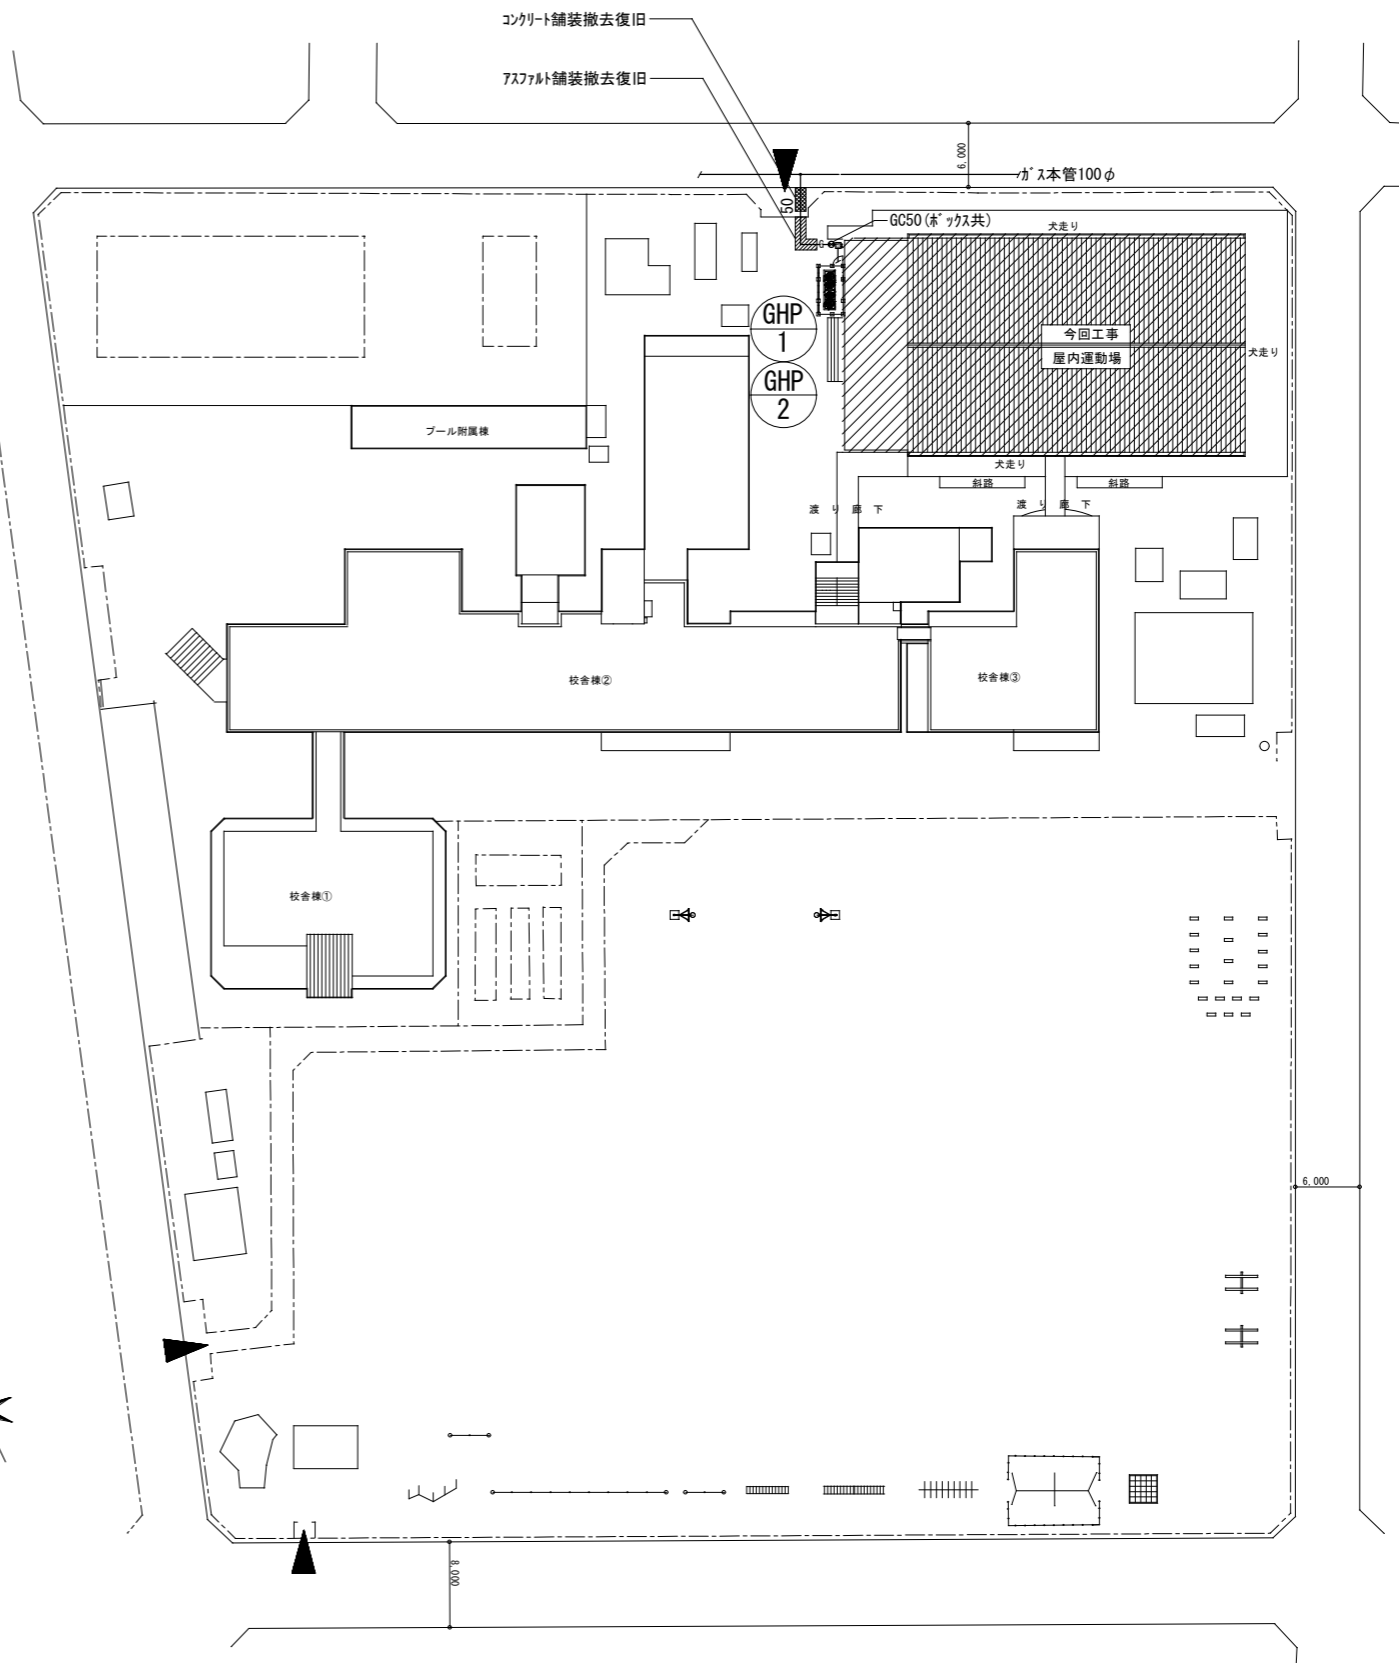 コンクリート舗装撤去復旧
アスファルト舗装撤去復旧
6,000
ガス本管100φ
50
GC50(ボックス共)
犬走り
GHP
1
今回工事
屋内運動場
犬走り
GHP
2
プール附属棟
犬走り
斜路
斜路
渡り廊下
渡り廊下
校舎棟②
校舎棟③
校舎棟①
6,000
8,000